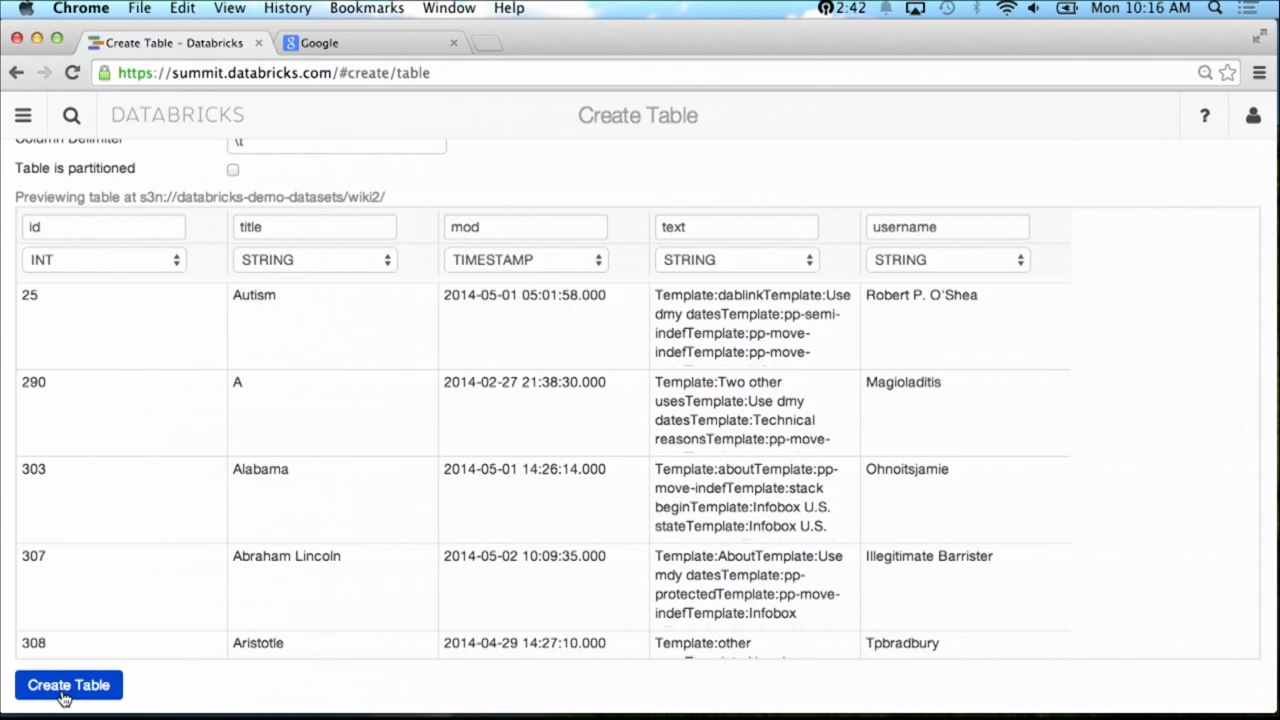 Chrome File Edit View History Bookmarks Window Help 2:42 Mon 10:16 AM
Create Table – Databricks Google
https://summit.databricks.com/#create/table
DATABRICKS Create Table ?
Column Delimiter \t
Table is partitioned
Previewing table at s3n://databricks-demo-datasets/wiki2/
id title mod text username
INT STRING TIMESTAMP STRING STRING
25 Autism 2014-05-01 05:01:58.000 Template:dablinkTemplate:Use Robert P. O'Shea
dmy datesTemplate:pp-semi-
indefTemplate:pp-move-
indefTemplate:pp-move-
290 A 2014-02-27 21:38:30.000 Template:Two other Magioladitis
usesTemplate:Use dmy
datesTemplate:Technical
reasonsTemplate:pp-move-
303 Alabama 2014-05-01 14:26:14.000 Template:aboutTemplate:pp- Ohnoitsjamie
move-indefTemplate:stack
beginTemplate:Infobox U.S.
stateTemplate:Infobox U.S.
307 Abraham Lincoln 2014-05-02 10:09:35.000 Template:AboutTemplate:Use Illegitimate Barrister
mdy datesTemplate:pp-
protectedTemplate:pp-move-
indefTemplate:Infobox
308 Aristotle 2014-04-29 14:27:10.000 Template:other Tpbradbury
Create Table